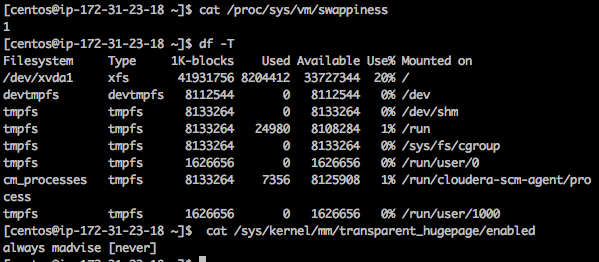 [centos@ip-172-31-23-18 ~]$ cat /proc/sys/vm/swappiness
1
[centos@ip-172-31-23-18 ~]$ df -T
Filesystem     Type     1K-blocks    Used Available Use% Mounted on
/dev/xvda1     xfs       41931756 8204412  33727344  20% /
devtmpfs       devtmpfs   8112544       0   8112544   0% /dev
tmpfs          tmpfs      8133264       0   8133264   0% /dev/shm
tmpfs          tmpfs      8133264   24980   8108284   1% /run
tmpfs          tmpfs      8133264       0   8133264   0% /sys/fs/cgroup
tmpfs          tmpfs      1626656       0   1626656   0% /run/user/0
cm_processes   tmpfs      8133264    7356   8125908   1% /run/cloudera-scm-agent/pro
cess
tmpfs          tmpfs      1626656       0   1626656   0% /run/user/1000
[centos@ip-172-31-23-18 ~]$  cat /sys/kernel/mm/transparent_hugepage/enabled
always madvise [never]